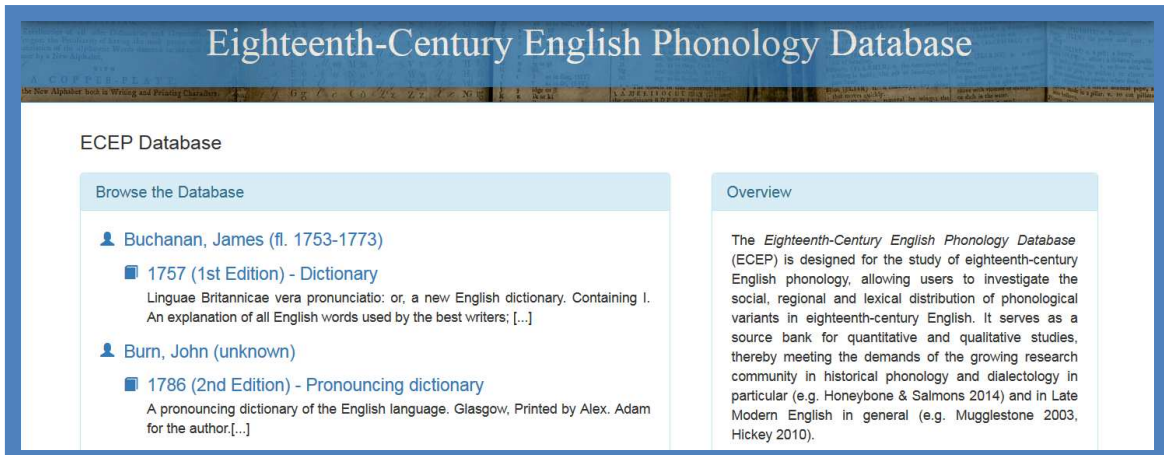 Eighteenth-Century English Phonology Database
ECEP Database
Browse the Database
Buchanan, James (fl. 1753-1773)
1757 (1st Edition) - Dictionary
Linguae Britannicae vera pronunciatio: or, a new English dictionary. Containing I.
An explanation of all English words used by the best writers; [...]
Burn, John (unknown)
1786 (2nd Edition) - Pronouncing dictionary
A pronouncing dictionary of the English language. Glasgow, Printed by Alex. Adam
for the author.[...]
Overview
The Eighteenth-Century English Phonology Database
(ECEP) is designed for the study of eighteenth-century
English phonology, allowing users to investigate the
social, regional and lexical distribution of phonological
variants in eighteenth-century English. It serves as a
source bank for quantitative and qualitative studies,
thereby meeting the demands of the growing research
community in historical phonology and dialectology in
particular (e.g. Honeybone & Salmons 2014) and in Late
Modern English in general (e.g. Mugglestone 2003,
Hickey 2010).